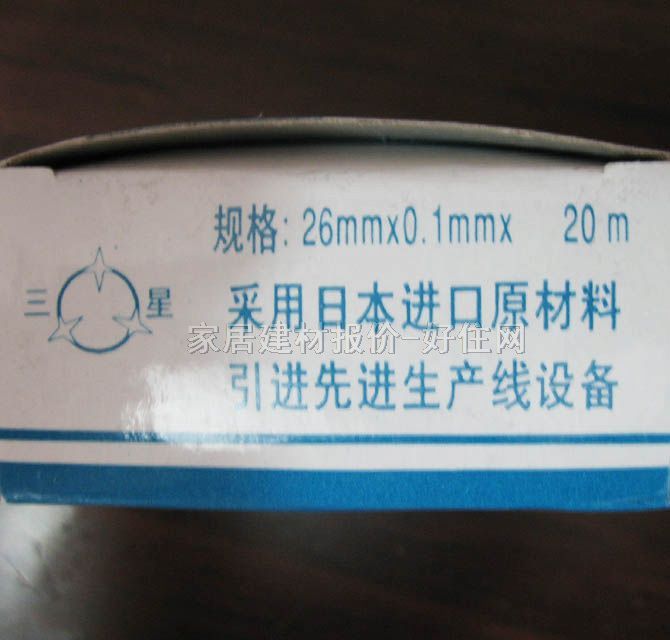 规格: 26mmx0.1mmx 20 m
三 星
采用日本进口原材料
家居建材报价-好住网
引进先进生产线设备